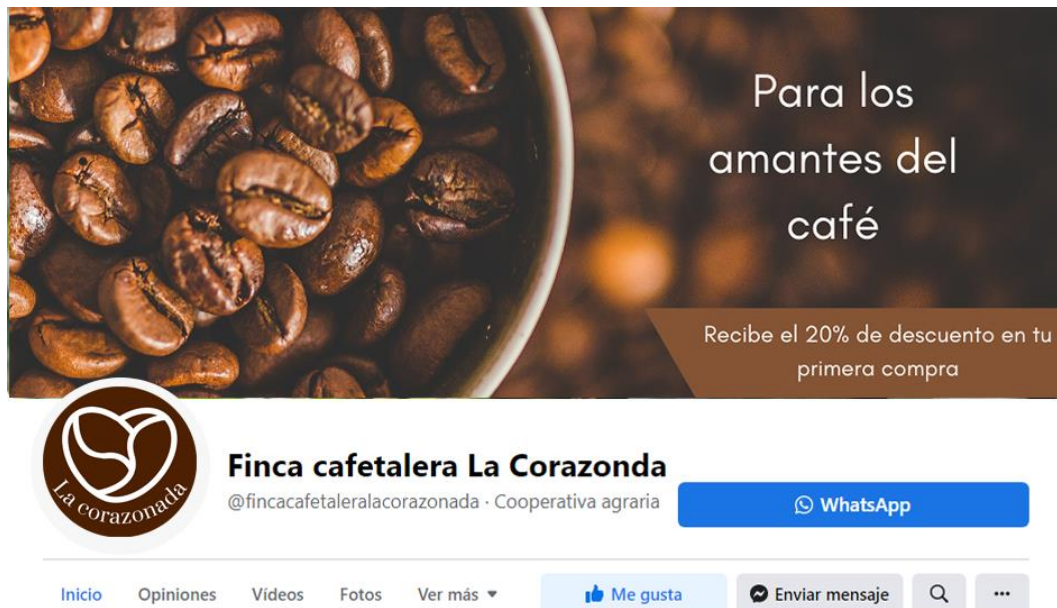 Para los
amantes del
café
Recibe el 20% de descuento en tu
primera compra
La corazonada
Finca cafetalera La Corazonda
@fincacafetaleralacorazonada · Cooperativa agraria
WhatsApp
Inicio Opiniones Vídeos Fotos Ver más Me gusta Enviar mensaje